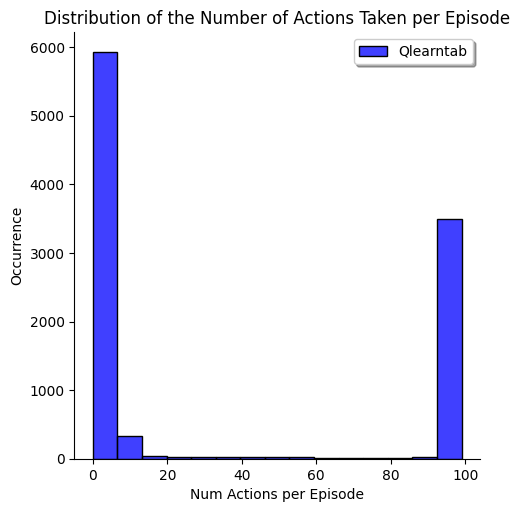 Distribution of the Number of Actions Taken per Episode
Qlearntab
6000
5000
4000
3000
2000
1000
0
Occurrence
0 20 40 60 80 100
Num Actions per Episode